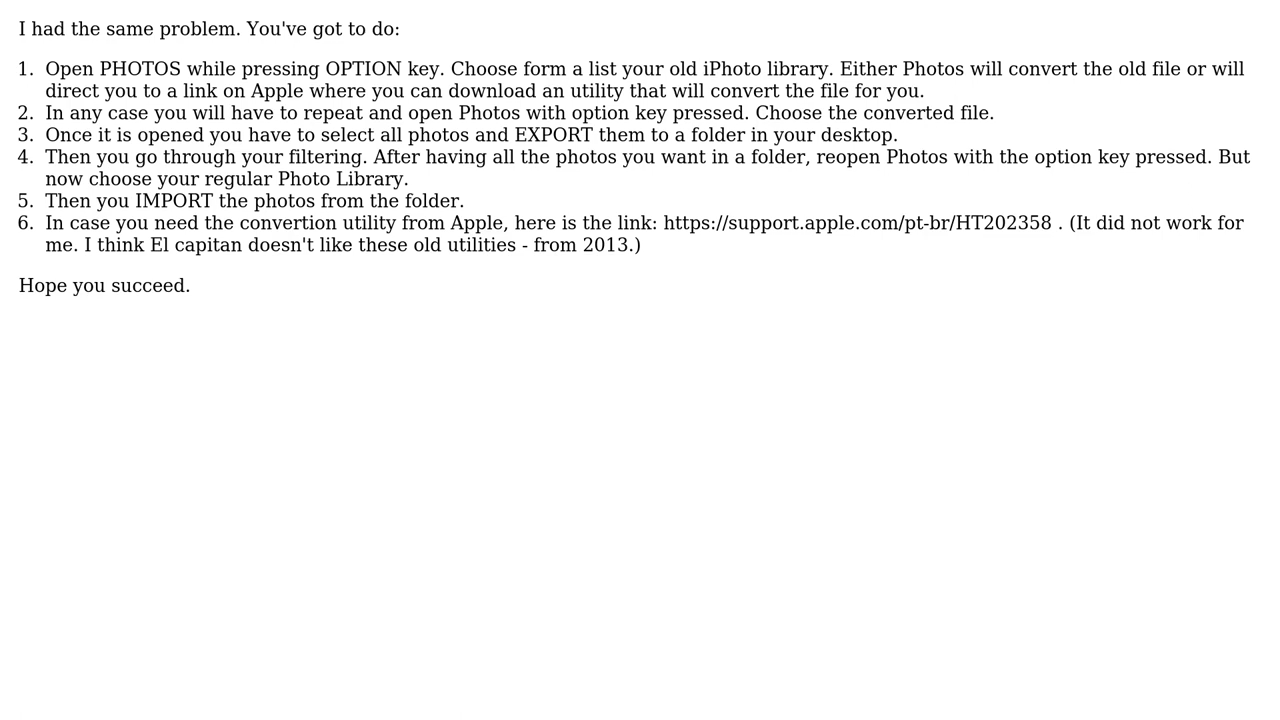 I had the same problem. You've got to do:
1. Open PHOTOS while pressing OPTION key. Choose form a list your old iPhoto library. Either Photos will convert the old file or will
direct you to a link on Apple where you can download an utility that will convert the file for you.
2. In any case you will have to repeat and open Photos with option key pressed. Choose the converted file.
3. Once it is opened you have to select all photos and EXPORT them to a folder in your desktop.
4. Then you go through your filtering. After having all the photos you want in a folder, reopen Photos with the option key pressed. But
now choose your regular Photo Library.
5. Then you IMPORT the photos from the folder.
6. In case you need the convertion utility from Apple, here is the link: https://support.apple.com/pt-br/HT202358 . (It did not work for
me. I think El capitan doesn't like these old utilities - from 2013.)
Hope you succeed.